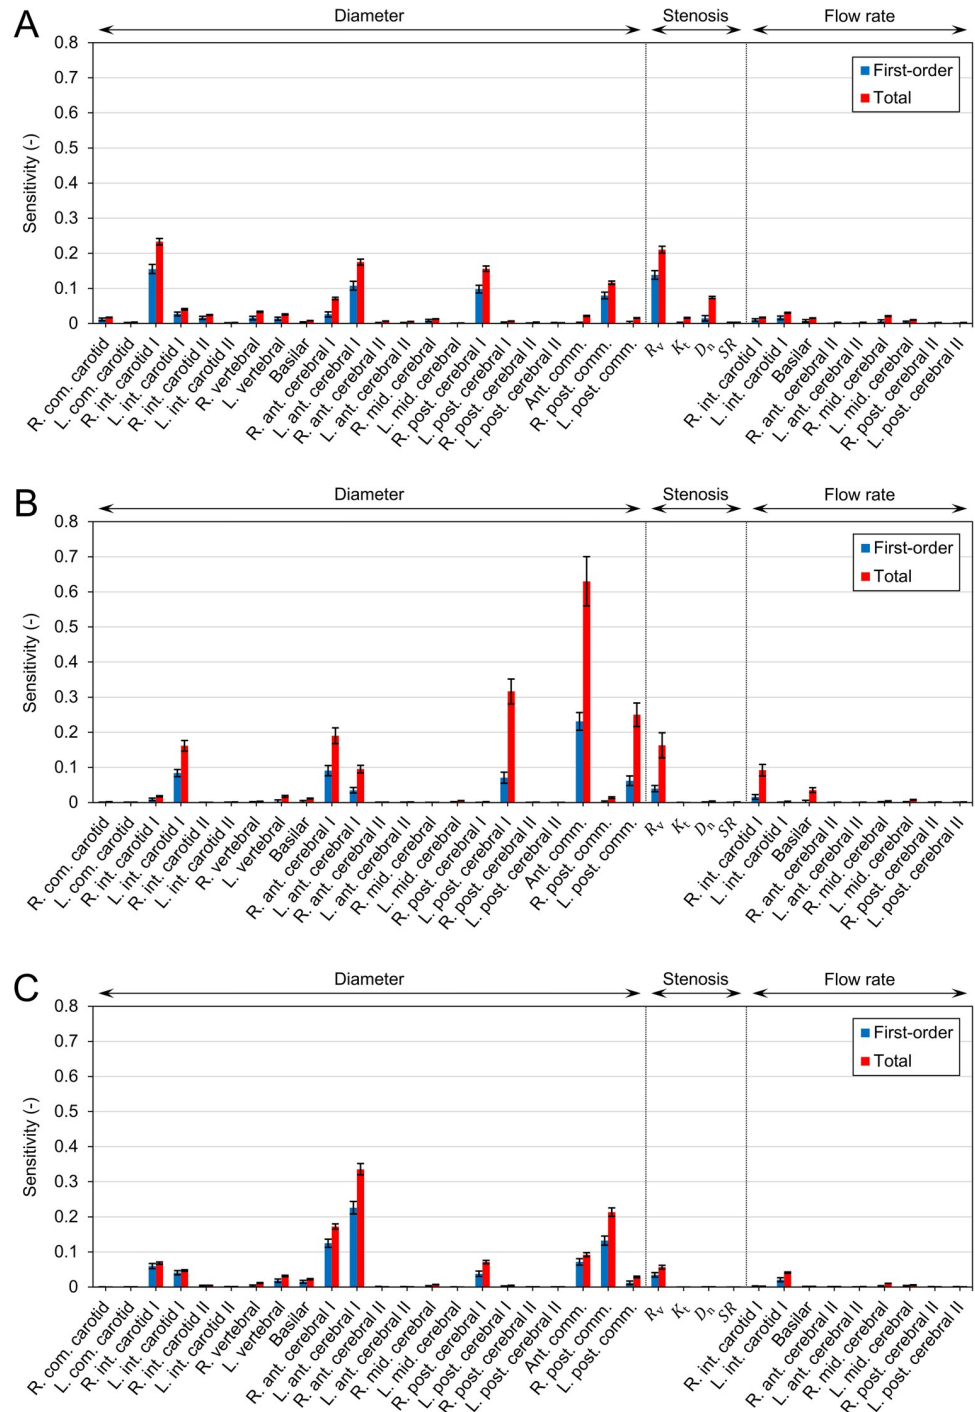 A
Diameter
Stenosis
Flow rate
0.8
0.7
0.6
0.5
0.4
0.3
0.2
0.1
0
Sensitivity (-)
First-order
Total
R. com. carotid
L. com. carotid
R. int. carotid I
L. int. carotid I
R. int. carotid II
L. int. carotid II
R. vertebral
L. vertebral
Basilar
R. ant. cerebral I
L. ant. cerebral I
R. ant. cerebral II
L. ant. cerebral II
R. mid. cerebral
L. mid. cerebral
R. post. cerebral I
L. post. cerebral I
R. post. cerebral II
L. post. cerebral II
Ant. comm.
R. post. comm.
L. post. comm.
Rv
Kt
Dn
SR
R. int. carotid I
L. int. carotid I
Basilar
R. ant. cerebral II
L. ant. cerebral II
R. mid. cerebral
L. mid. cerebral
R. post. cerebral II
L. post. cerebral II
B
Diameter
Stenosis
Flow rate
0.8
0.7
0.6
0.5
0.4
0.3
0.2
0.1
0
Sensitivity (-)
First-order
Total
R. com. carotid
L. com. carotid
R. int. carotid I
L. int. carotid I
R. int. carotid II
L. int. carotid II
R. vertebral
L. vertebral
Basilar
R. ant. cerebral I
L. ant. cerebral I
R. ant. cerebral II
L. ant. cerebral II
R. mid. cerebral
L. mid. cerebral
R. post. cerebral I
L. post. cerebral I
R. post. cerebral II
L. post. cerebral II
Ant. comm.
R. post. comm.
L. post. comm.
Rv
Kt
Dn
SR
R. int. carotid I
L. int. carotid I
Basilar
R. ant. cerebral II
L. ant. cerebral II
R. mid. cerebral
L. mid. cerebral
R. post. cerebral II
L. post. cerebral II
C
Diameter
Stenosis
Flow rate
0.8
0.7
0.6
0.5
0.4
0.3
0.2
0.1
0
Sensitivity (-)
First-order
Total
R. com. carotid
L. com. carotid
R. int. carotid I
L. int. carotid I
R. int. carotid II
L. int. carotid II
R. vertebral
L. vertebral
Basilar
R. ant. cerebral I
L. ant. cerebral I
R. ant. cerebral II
L. ant. cerebral II
R. mid. cerebral
L. mid. cerebral
R. post. cerebral I
L. post. cerebral I
R. post. cerebral II
L. post. cerebral II
Ant. comm.
R. post. comm.
L. post. comm.
Rv
Kt
Dn
SR
R. int. carotid I
L. int. carotid I
Basilar
R. ant. cerebral II
L. ant. cerebral II
R. mid. cerebral
L. mid. cerebral
R. post. cerebral II
L. post. cerebral II